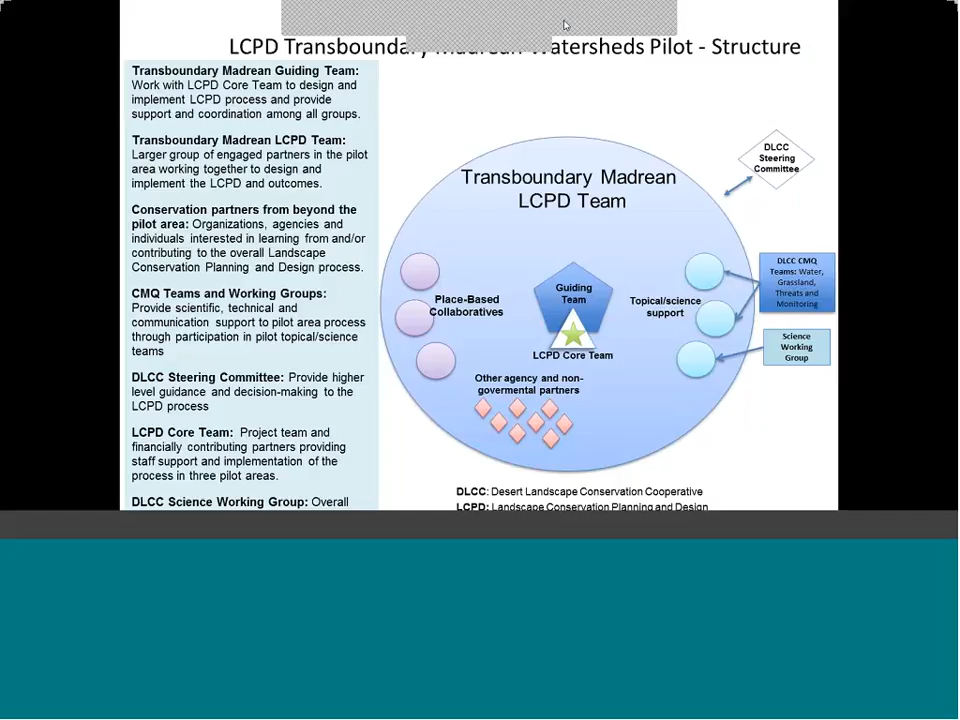 LCPD Transboundary Madrean Watersheds Pilot - Structure
Transboundary Madrean Guiding Team:
Work with LCPD Core Team to design and
implement LCPD process and provide
support and coordination among all groups.
Transboundary Madrean LCPD Team:
Larger group of engaged partners in the pilot
area working together to design and
implement the LCPD and outcomes.
Conservation partners from beyond the
pilot area: Organizations, agencies and
individuals interested in learning from and/or
contributing to the overall Landscape
Conservation Planning and Design process.
CMQ Teams and Working Groups:
Provide scientific, technical and
communication support to pilot area process
through participation in pilot topical/science
teams
DLCC Steering Committee: Provide higher
level guidance and decision-making to the
LCPD process
LCPD Core Team: Project team and
financially contributing partners providing
staff support and implementation of the
process in three pilot areas.
DLCC Science Working Group: Overall
Transboundary Madrean
LCPD Team
DLCC
Steering
Committee
Place-Based
Collaboratives
Guiding
Team
LCPD Core Team
Topical/science
support
DLCC CMQ
Teams: Water,
Grassland,
Threats and
Monitoring
Science
Working
Group
Other agency and non-
govermental partners
DLCC: Desert Landscape Conservation Cooperative
LCPD: Landscape Conservation Planning and Design